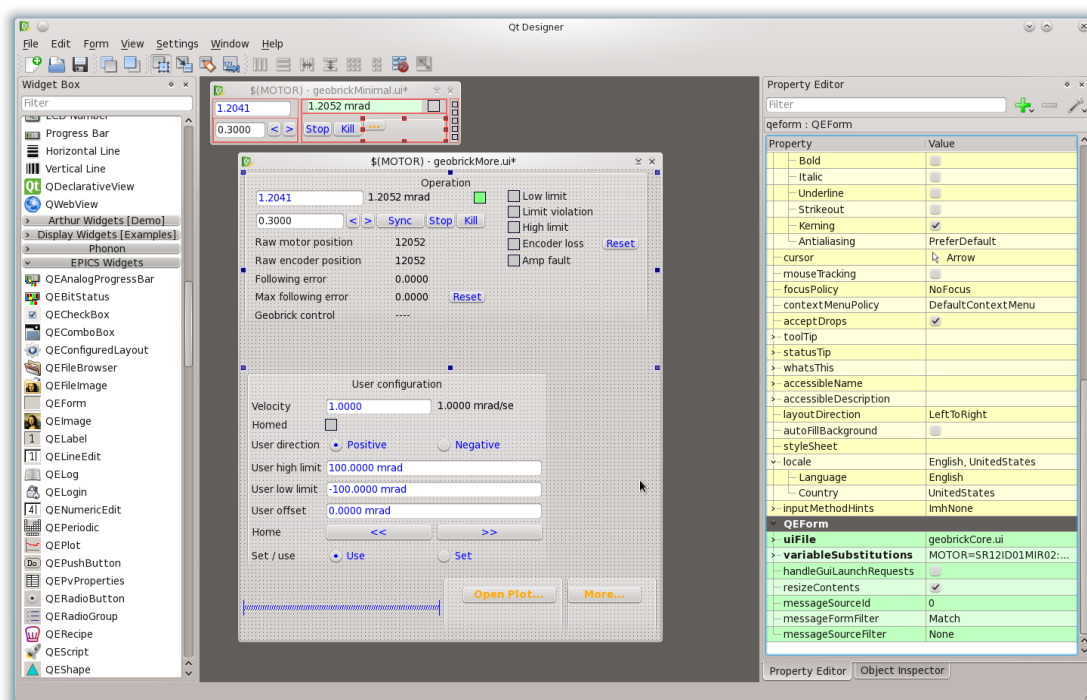 Qt Designer
File Edit Form View Settings Window Help
Widget Box
Filter
LCD Number
Progress Bar
Horizontal Line
Vertical Line
QDeclarativeView
QWebView
Arthur Widgets [Demo]
Display Widgets [Examples]
Phonon
EPICS Widgets
QEAnalogProgressBar
QEBitStatus
QECheckBox
QEComboBox
QEConfiguredLayout
QEFileBrowser
QEFileImage
QEForm
QEImage
QELabel
QELineEdit
QELog
QELogin
QENumericEdit
QEPeriodic
QEPlot
QEPushButton
QEPvProperties
QERadioButton
QERadioGroup
QERecipe
QEScript
QEShape
$(MOTOR) - geobrickMinimal.ui*
1.2041 1.2052 mrad
0.3000 < > Stop Kill ...
$(MOTOR) - geobrickMore.ui*
Operation
1.2041 1.2052 mrad
0.3000 < > Sync Stop Kill
Raw motor position 12052
Raw encoder position 12052
Following error 0.0000
Max following error 0.0000 Reset
Geobrick control ----
Low limit
Limit violation
High limit
Encoder loss Reset
Amp fault
User configuration
Velocity 1.0000 1.0000 mrad/se
Homed
User direction Positive Negative
User high limit 100.0000 mrad
User low limit -100.0000 mrad
User offset 0.0000 mrad
Home << >>
Set / use Use Set
Open Plot... More...
Property Editor
Filter
qeform : QEForm
Property Value
Bold
Italic
Underline
Strikeout
Kerning
Antialiasing PreferDefault
cursor Arrow
mouseTracking
focusPolicy NoFocus
contextMenuPolicy DefaultContextMenu
acceptDrops
toolTip
statusTip
whatsThis
accessibleName
accessibleDescription
layoutDirection LeftToRight
autoFillBackground
styleSheet
locale English, UnitedStates
Language English
Country UnitedStates
inputMethodHints ImhNone
QEForm
uiFile geobrickCore.ui
variableSubstitutions MOTOR=SR12ID01MIR02:...
handleGuiLaunchRequests
resizeContents
messageSourceId 0
messageFormFilter Match
messageSourceFilter None
Property Editor Object Inspector